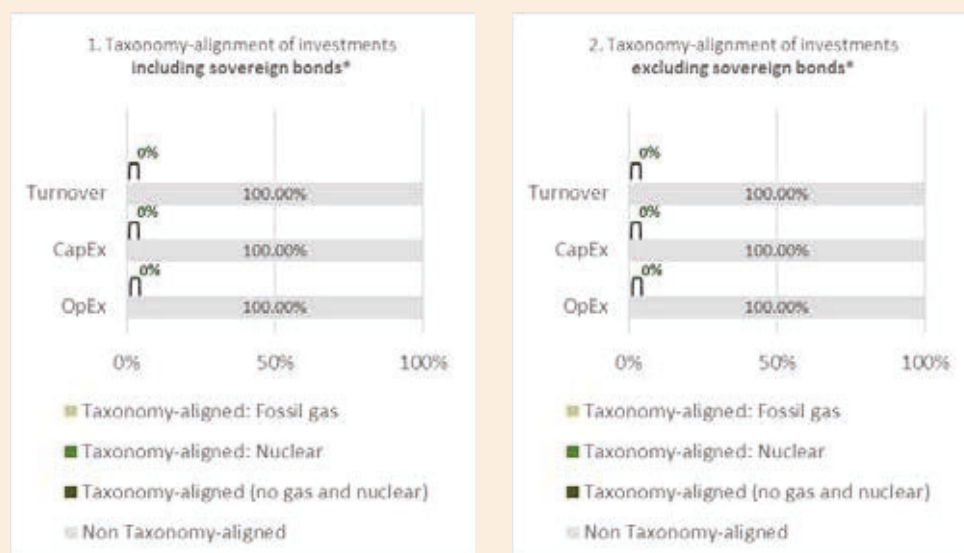 1. Taxonomy-alignment of investments
including sovereign bonds*
0%
Turnover 100.00%
0%
CapEx 100.00%
0%
OpEx 100.00%
0% 50% 100%
Taxonomy-aligned: Fossil gas
Taxonomy-aligned: Nuclear
Taxonomy-aligned (no gas and nuclear)
Non Taxonomy-aligned
2. Taxonomy-alignment of investments
excluding sovereign bonds*
0%
Turnover 100.00%
0%
CapEx 100.00%
0%
OpEx 100.00%
0% 50% 100%
Taxonomy-aligned: Fossil gas
Taxonomy-aligned: Nuclear
Taxonomy-aligned (no gas and nuclear)
Non Taxonomy-aligned